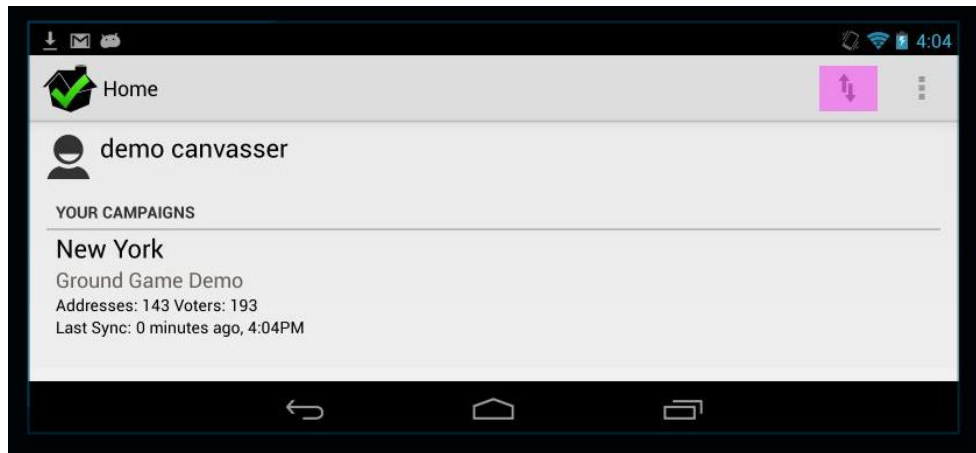 4:04
Home
demo canvasser
YOUR CAMPAIGNS
New York
Ground Game Demo
Addresses: 143 Voters: 193
Last Sync: 0 minutes ago, 4:04PM